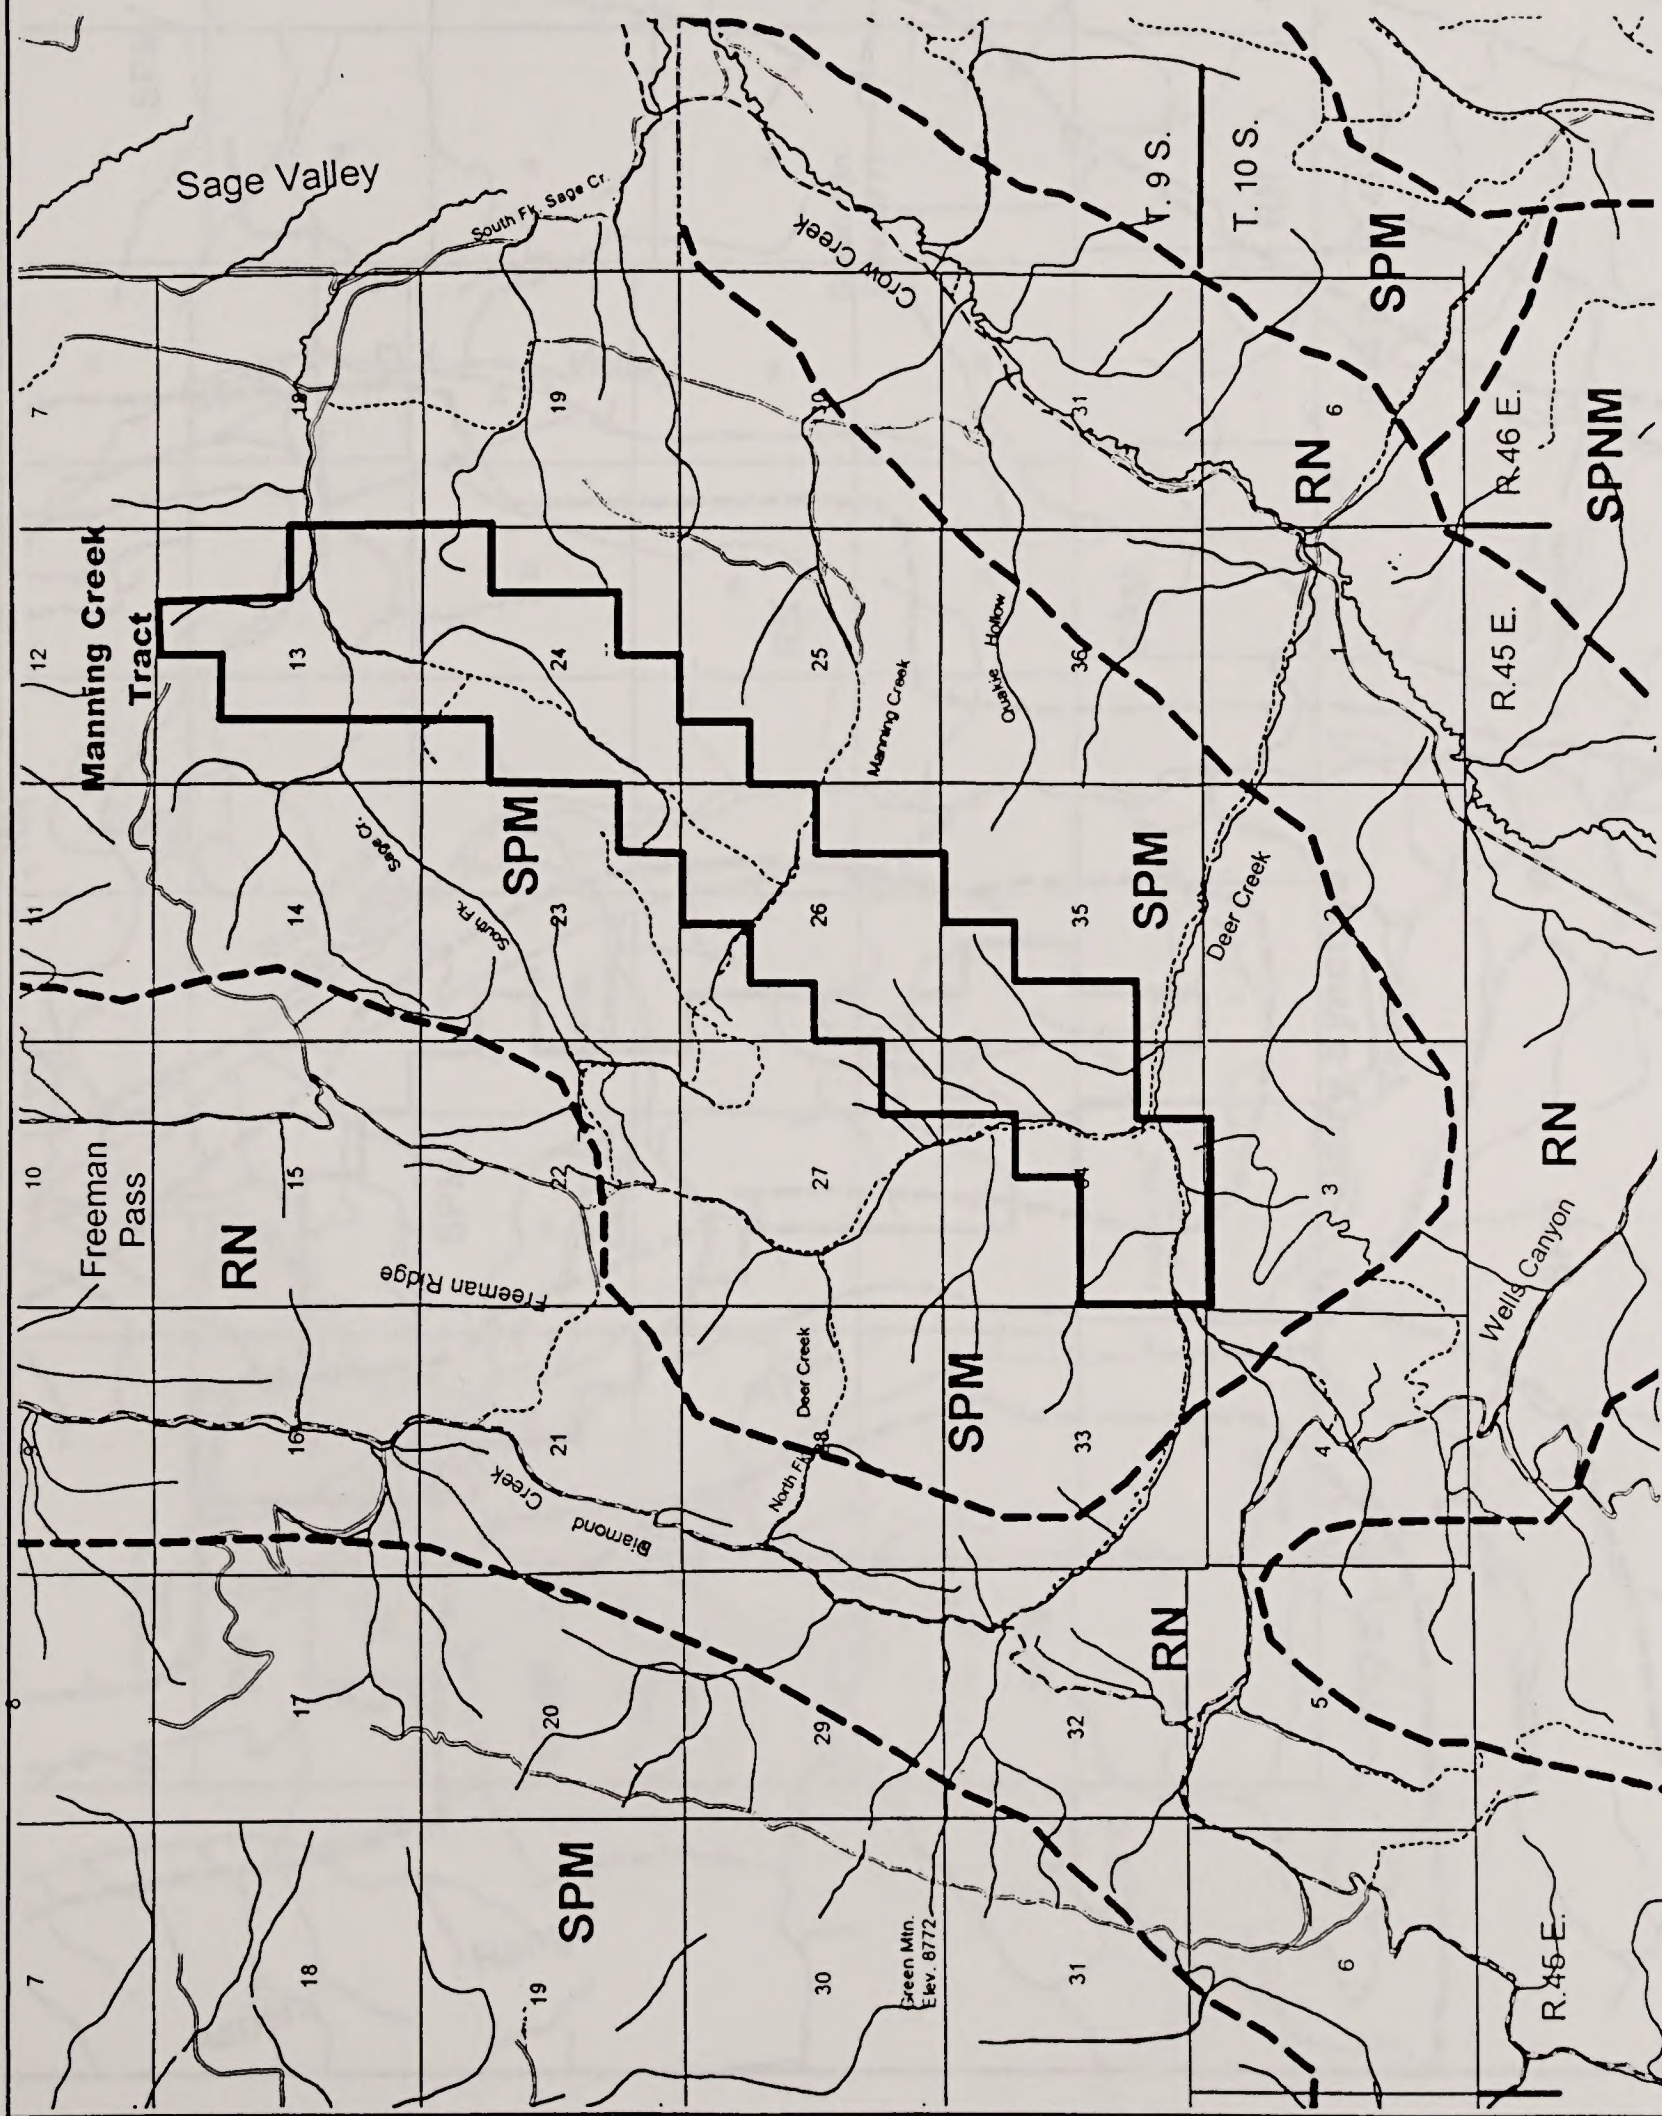 7
8
9
10
11
12
7
Freeman
Pass
Manning Creek
Tract
Sage Valley
18
17
16
15
14
13
18
RN
Freeman Ridge
Sage Cr.
South Fk.
South Fk. Sage Cr.
19
20
21
22
23
24
19
SPM
SPM
Diamond
Creek
30
29
28
27
26
25
30
North Fk.
Deer Creek
Manning Creek
Crow Creek
Green Mtn.
Elev. 8772
SPM
Quakie Hollow
31
32
33
34
35
36
31
RN
SPM
T. 9 S.
T. 10 S.
Deer Creek
6
5
4
3
1
6
RN
SPM
Wells Canyon
R.45 E.
R.45 E.
R.46 E.
RN
SPNM